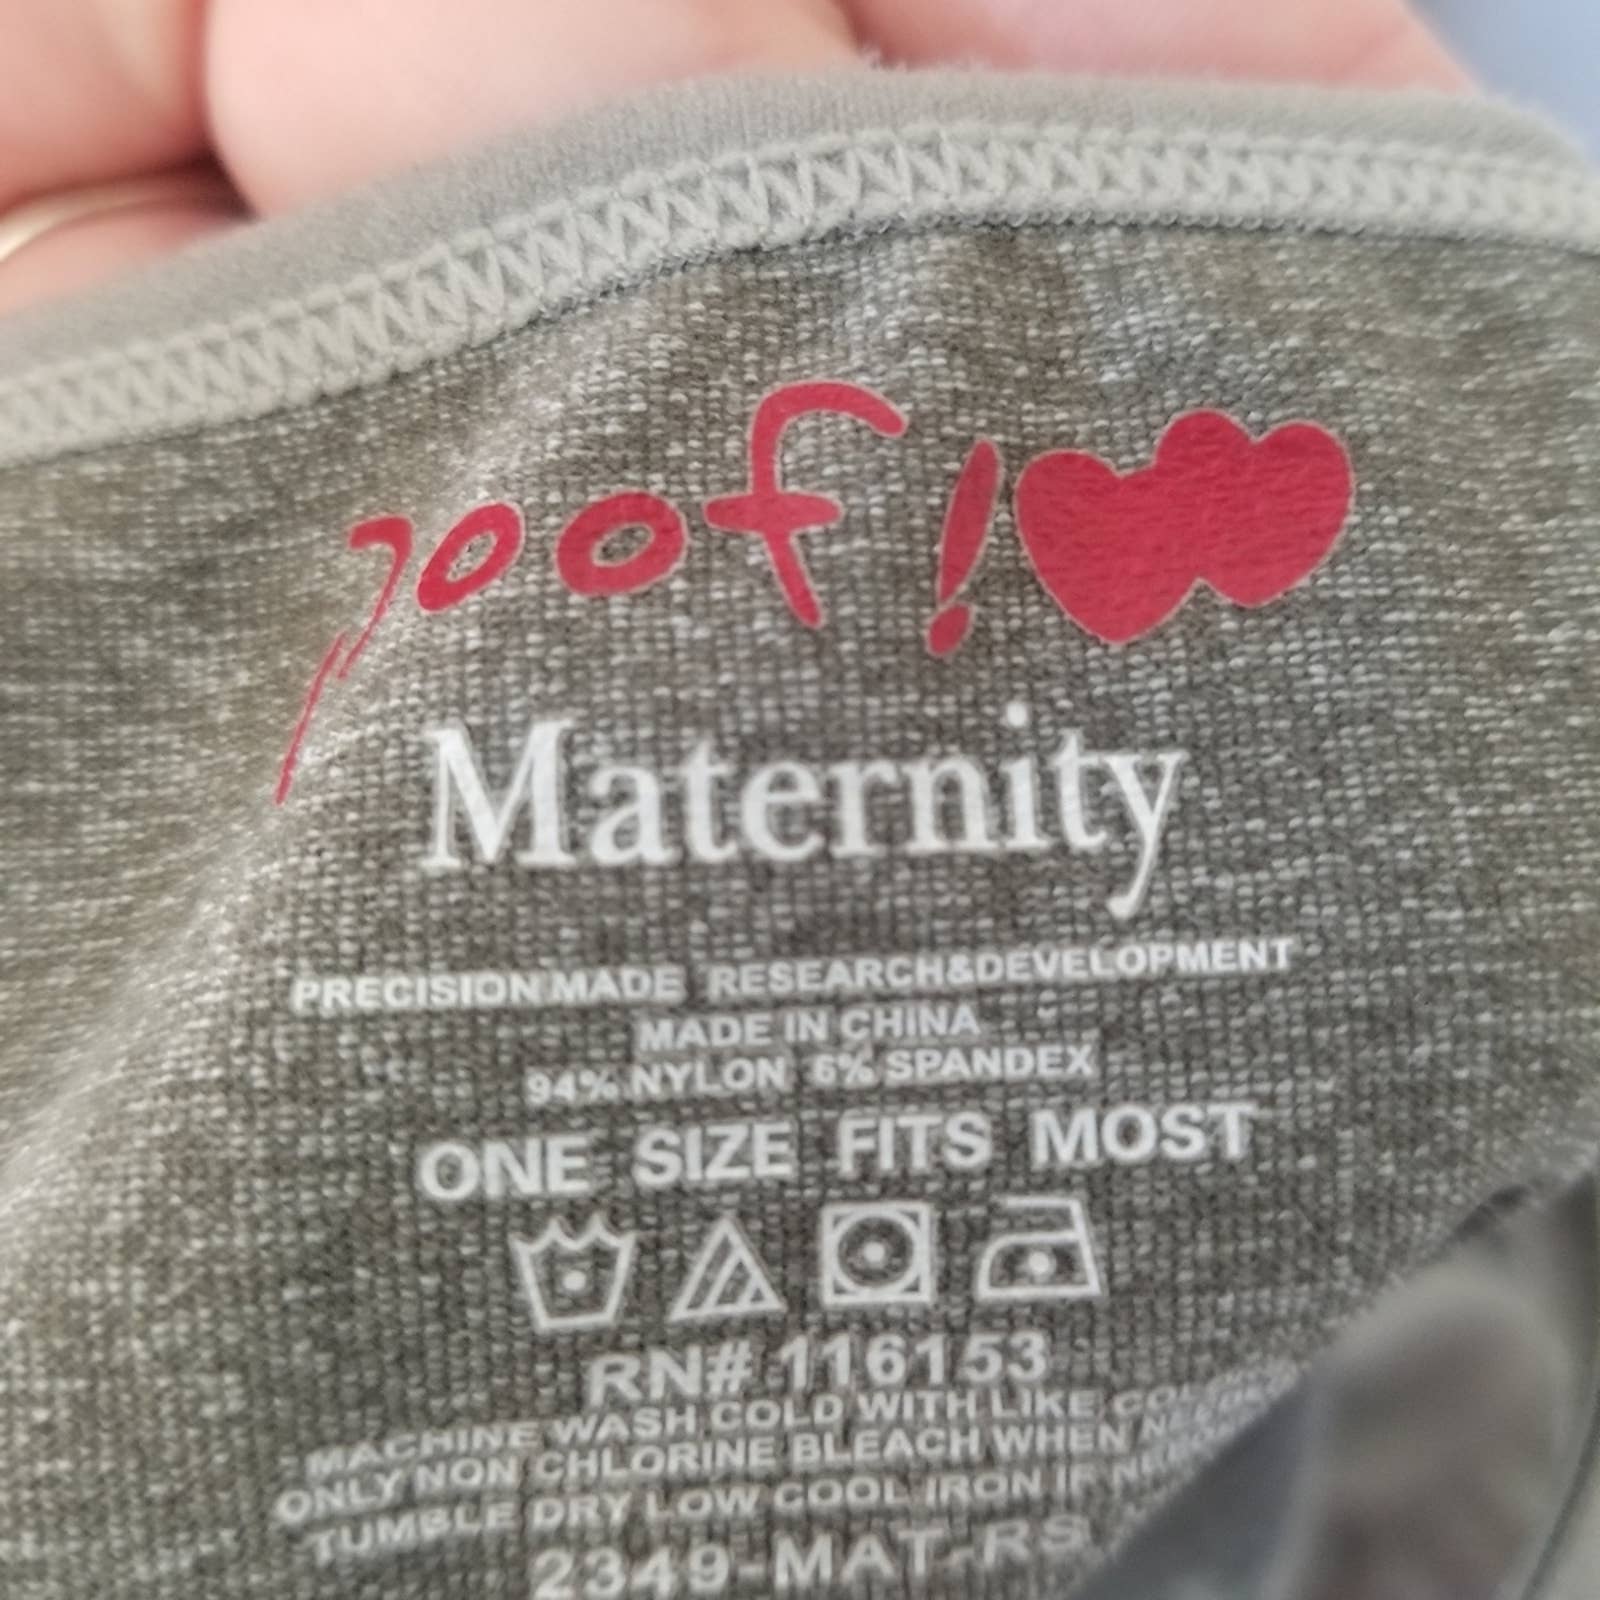 poof!
Maternity
PRECISION MADE RESEARCH&DEVELOPMENT
MADE IN CHINA
94% NYLON 6% SPANDEX
ONE SIZE FITS MOST
RN# 116153
MACHINE WASH COLD WITH LIKE
ONLY NON CHLORINE BLEACH WHEN
TUMBLE DRY LOW COOL IRON IF
2349-MAT-RS